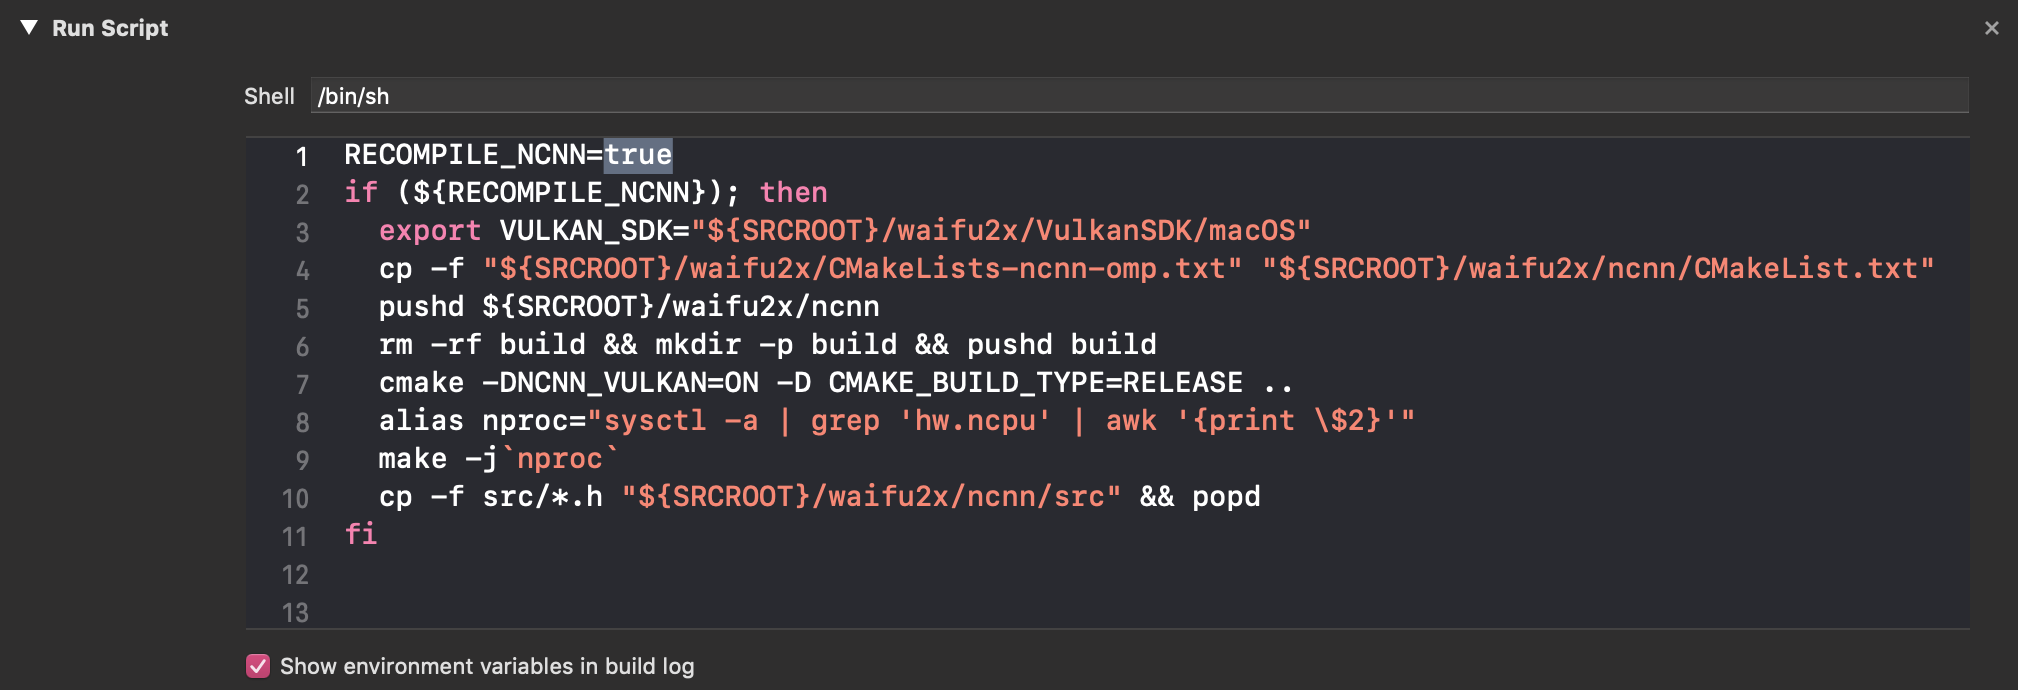 Run Script
Shell /bin/sh
1 RECOMPILE_NCNN=true
2 if (${RECOMPILE_NCNN}); then
3 export VULKAN_SDK="${SRCROOT}/waifu2x/VulkanSDK/macOS"
4 cp -f "${SRCROOT}/waifu2x/CMakeLists-ncnn-omp.txt" "${SRCROOT}/waifu2x/ncnn/CMakeList.txt"
5 pushd ${SRCROOT}/waifu2x/ncnn
6 rm -rf build && mkdir -p build && pushd build
7 cmake -DNCNN_VULKAN=ON -D CMAKE_BUILD_TYPE=RELEASE ..
8 alias nproc="sysctl -a | grep 'hw.ncpu' | awk '{print \$2}'"
9 make -j`nproc`
10 cp -f src/*.h "${SRCROOT}/waifu2x/ncnn/src" && popd
11 fi
12
13
Show environment variables in build log